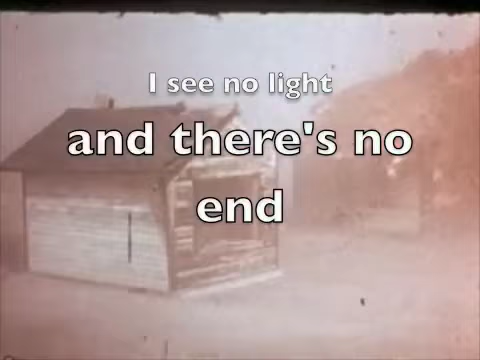 I see no light
and there's no
end